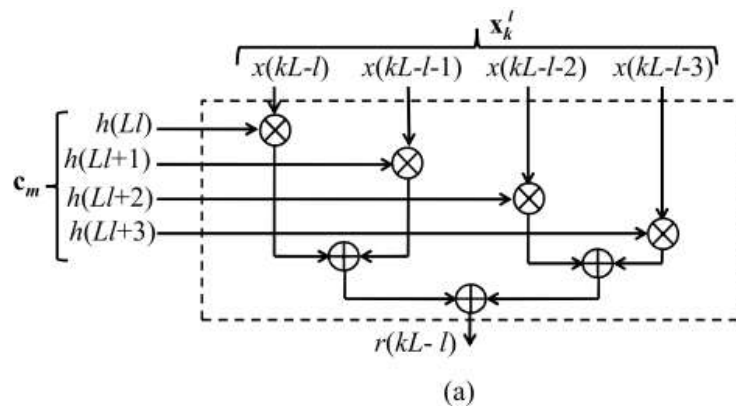 x_k^l
x(kL-l) x(kL-l-1) x(kL-l-2) x(kL-l-3)
h(Ll)
h(Ll+1)
c_m
h(Ll+2)
h(Ll+3)
r(kL- l)
(a)